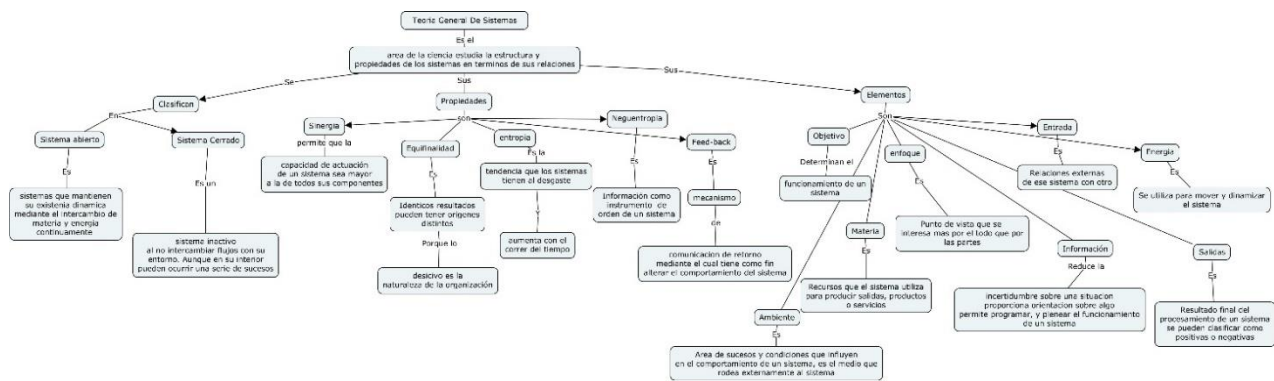 Teoria General De Sistemas
Es el
area de la ciencia estudia la estructura y
propiedades de los sistemas en terminos de sus relaciones
Se
Sus
Sus
Clasifican
En
Sistema abierto
Es
sistemas que mantienen
su existenia dinamica
mediante el intercambio de
materia y energia
continuamente
Sistema Cerrado
Es un
sistema inactivo
al no intercambiar flujos con su
entorno. Aunque en su interior
pueden ocurrir una serie de sucesos
Propiedades
son
Sinergia
permite que la
capacidad de actuación
de un sistema sea mayor
a la de todos sus componentes
Equifinalidad
Es
Identicos resultados
pueden tener origenes
distintos
Porque lo
desicivo es la
naturaleza de la organización
entropia
Es la
tendencia que los sistemas
tienen al desgaste
Y
aumenta con el
correr del tiempo
Neguentropia
Es
Información como
instrumento de
orden de un sistema
Feed-back
Es
mecanismo
de
comunicacion de retorno
mediante el cual tiene como fin
alterar el comportamiento del sistema
Elementos
Son
Objetivo
Determinan el
funcionamiento de un
sistema
Ambiente
Es
Area de sucesos y condiciones que influyen
en el comportamiento de un sistema, es el medio que
rodea externamente al sistema
Materia
Es
Recursos que el sistema utiliza
para producir salidas, productos
o servicios
enfoque
Es
Punto de vista que se
interesa mas por el todo que por
las partes
Entrada
Es
Relaciones externas
de ese sistema con otro
Energia
Es
Se utiliza para mover y dinamizar
el sistema
Información
Reduce la
incertidumbre sobre una situacion
proporciona orientacion sobre algo
permite programar, y planear el funcionamiento
de un sistema
Salidas
Es
Resultado final del
procesamiento de un sistema
se pueden clasificar como
positivas o negativas